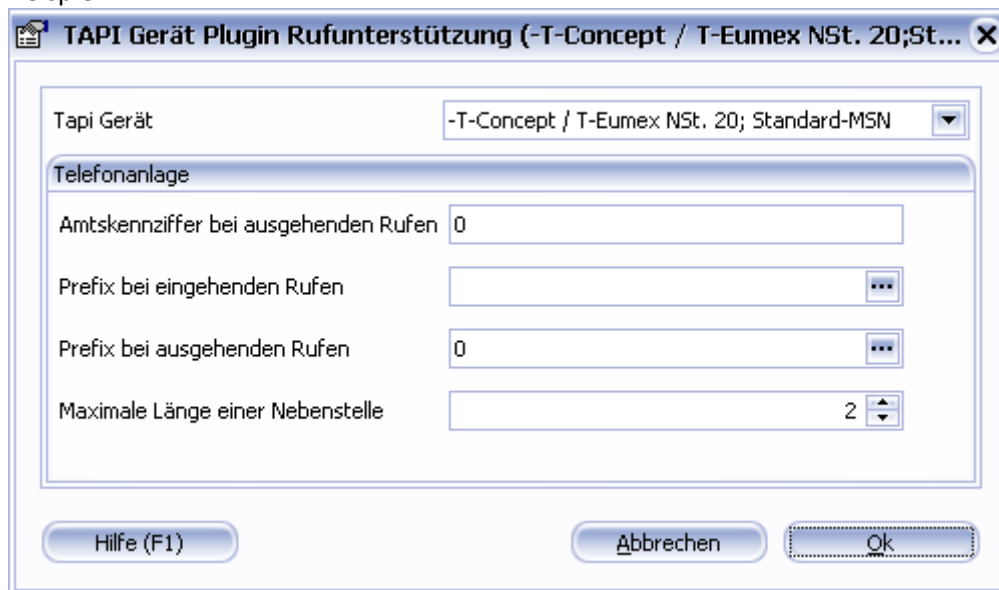 TAPI Gerät Plugin Rufunterstützung (-T-Concept / T-Eumex NSt. 20;St...
Tapi Gerät
-T-Concept / T-Eumex NSt. 20; Standard-MSN
Telefonanlage
Amtskennziffer bei ausgehenden Rufen 0
Prefix bei eingehenden Rufen
Prefix bei ausgehenden Rufen 0
Maximale Länge einer Nebenstelle 2
Hilfe (F1) Abbrechen Ok